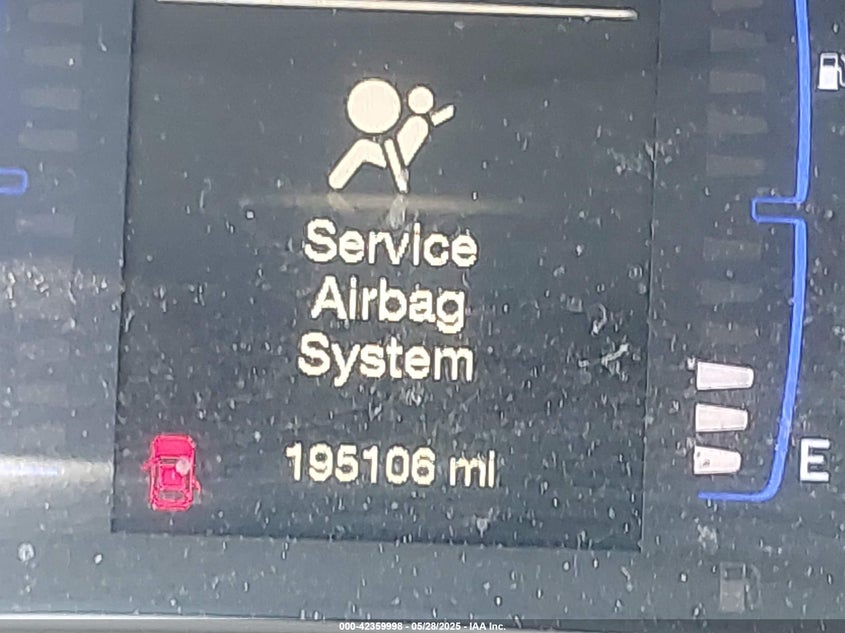 Service
Airbag
System
195106 mi
E
000-42359998 - 05/28/2025 - IAA Inc.